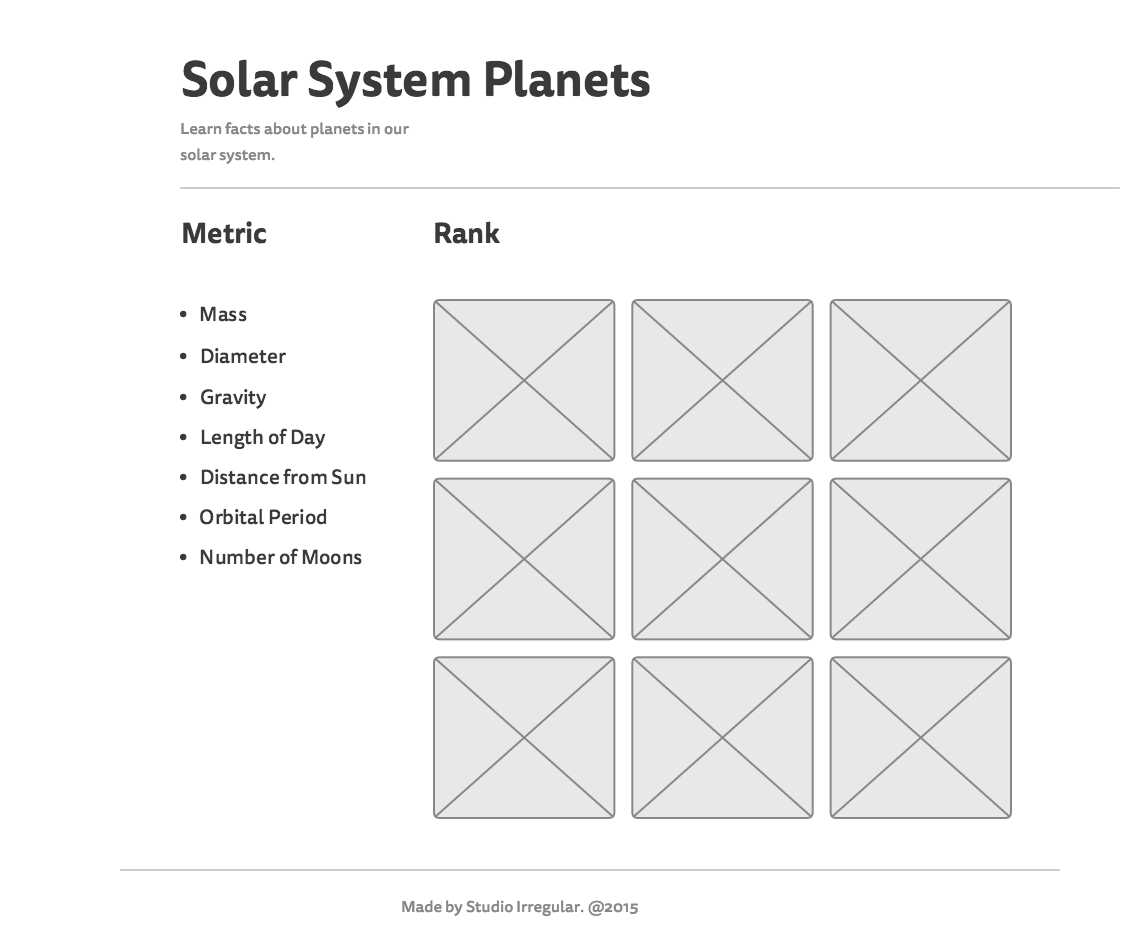 Solar System Planets
Learn facts about planets in our
solar system.
Metric
Rank
• Mass
• Diameter
• Gravity
• Length of Day
• Distance from Sun
• Orbital Period
• Number of Moons
Made by Studio Irregular. @2015